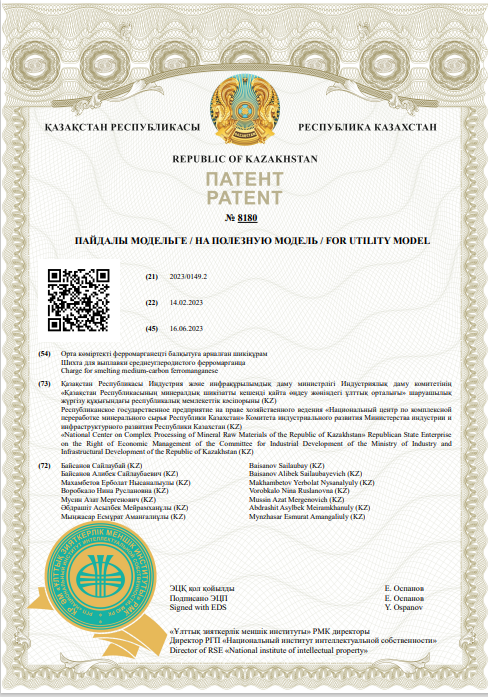 ҚАЗАҚСТАН РЕСПУБЛИКАСЫ РЕСПУБЛИКА КАЗАХСТАН
REPUBLIC OF KAZAKHSTAN
ПАТЕНТ
PATENT
№ 8180
ПАЙДАЛЫ МОДЕЛЬГЕ / НА ПОЛЕЗНУЮ МОДЕЛЬ / FOR UTILITY MODEL
(21) 2023/0149.2
(22) 14.02.2023
(45) 16.06.2023
(54) Орта көміртекті ферромарганецті балқытуға арналған шикіқұрам
Шихта для выплавки среднеуглеродистого ферромарганца
Charge for smelting medium-carbon ferromanganese
(73) Қазақстан Республикасы Индустрия және инфрақұрылымдық даму министрлігі Индустриялық даму комитетінің
«Қазақстан Республикасының минералдық шикізатты кешенді қайта өңдеу жөніндегі ұлттық орталығы» шаруашылық
жүргізу құқығындағы республикалық мемлекеттік кәсіпорыны (KZ)
Республиканское государственное предприятие на праве хозяйственного ведения «Национальный центр по комплексной
переработке минерального сырья Республики Казахстан» Комитета индустриального развития Министерства индустрии и
инфраструктурного развития Республики Казахстан (KZ)
«National Center on Complex Processing of Mineral Raw Materials of the Republic of Kazakhstan» Republican State Enterprise
on the Right of Economic Management of the Committee for Industrial Development of the Ministry of Industry and
Infrastructural Development of the Republic of Kazakhstan (KZ)
(72) Байсанов Сайлаубай (KZ) Baisanov Sailaubay (KZ)
Байсанов Алибек Сайлаубаевич (KZ) Baisanov Alibek Sailaubayevich (KZ)
Махамбетов Ерболат Нысаналыулы (KZ) Makhambetov Yerbolat Nysanalyuly (KZ)
Воробкало Нина Руслановна (KZ) Vorobkalo Nina Ruslanovna (KZ)
Мусин Азат Мергенович (KZ) Mussin Azat Mergenovich (KZ)
Әбдрашит Асылбек Мейрамханұлы (KZ) Abdrashit Asylbek Meiramkhanuly (KZ)
Мыңжасар Есмұрат Амангалиұлы (KZ) Mynzhasar Esmurat Amangaliuly (KZ)
ЭЦҚ қол қойылды Е. Оспанов
Подписано ЭЦП Е. Оспанов
Signed with EDS Y. Ospanov
«Ұлттық зияткерлік меншік институты» РМК директоры
Директор РГП «Национальный институт интеллектуальной собственности»
Director of RSE «National institute of intellectual property»